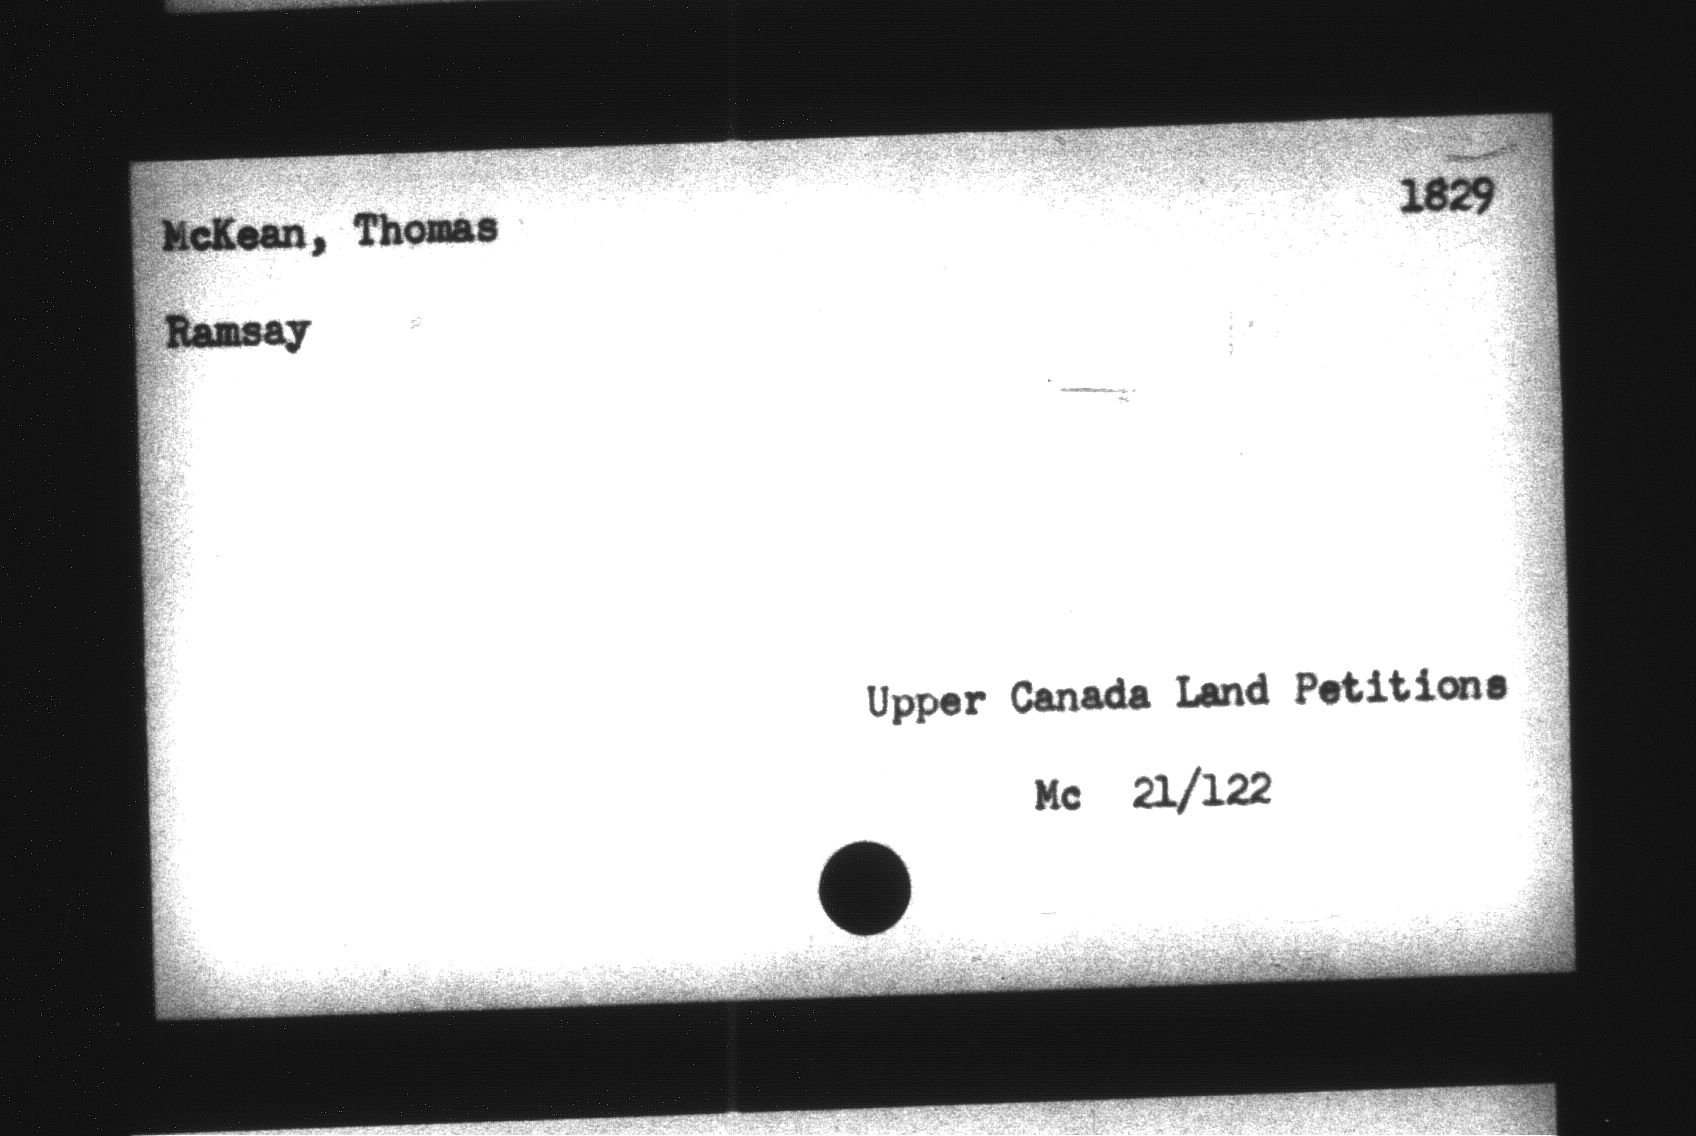 1829
McKean, Thomas
Ramsay
Upper Canada Land Petitions
Mc 21/122